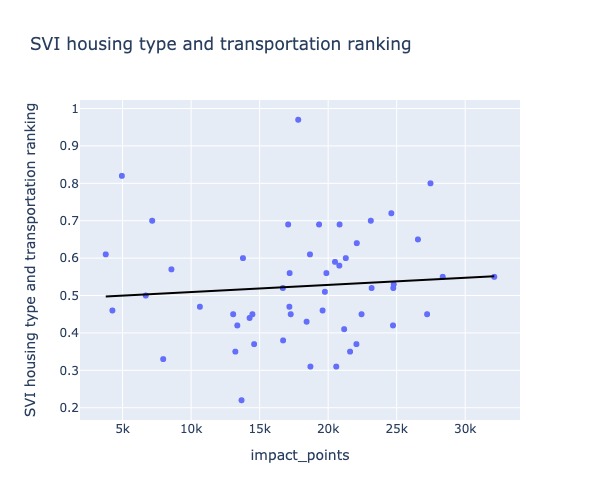 SVI housing type and transportation ranking
SVI housing type and transportation ranking
1
0.9
0.8
0.7
0.6
0.5
0.4
0.3
0.2
5k 10k 15k 20k 25k 30k
impact_points